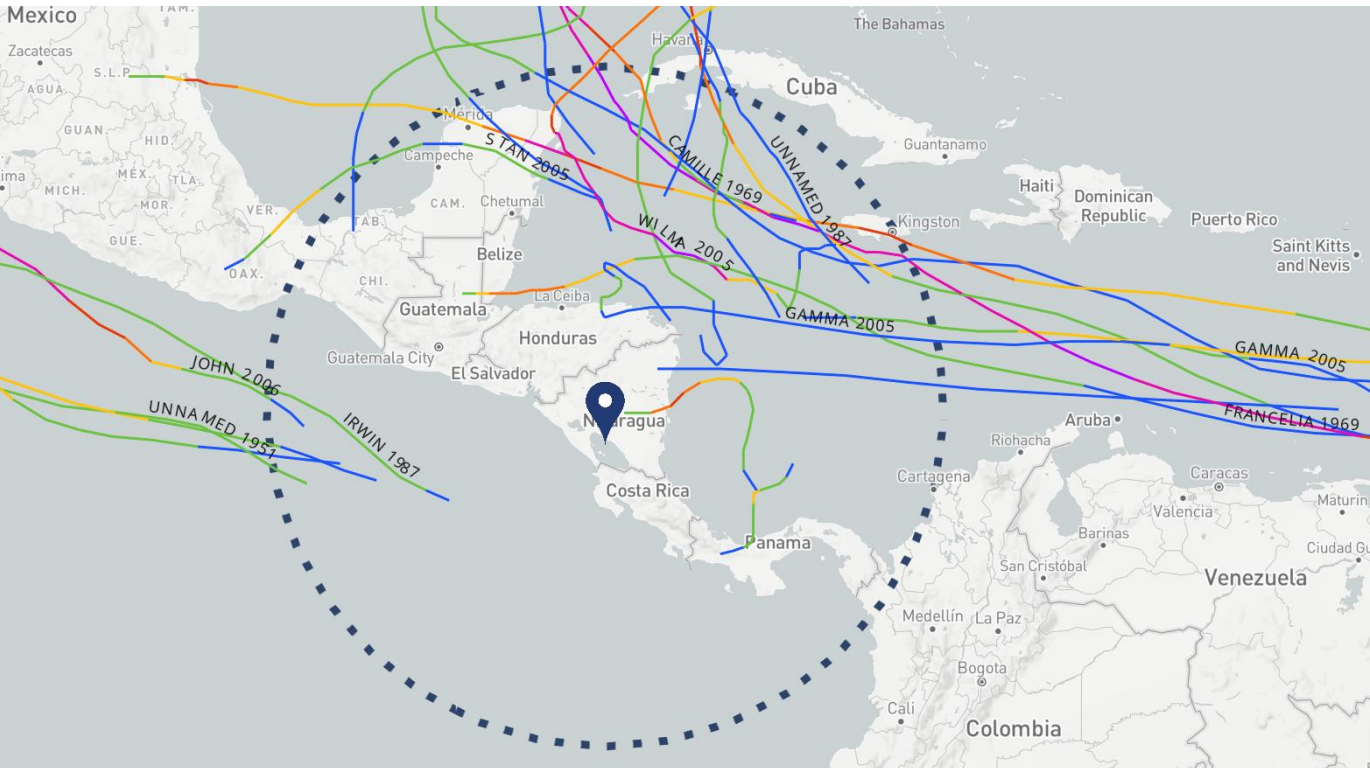 TAM.
Mexico
The Bahamas
Havana
Zacatecas
S.L.P.
Cuba
AGUA.
Mérida
GUAN.
HID.
STAN 2005
CAMILLE 1969
UNNAMED 1987
Guantanamo
Campeche
MÉX.
TLA.
MICH.
MOR.
Haiti
Dominican
Republic
CAM.
Chetumal
VER.
TAB.
Kingston
Puerto Rico
GUE.
WILMA 2005
Saint Kitts
and Nevis
OAX.
CHI.
Belize
La Ceiba
Guatemala
GAMMA 2005
Honduras
GAMMA 2005
Guatemala City
El Salvador
JOHN 2006
UNNAMED 1951
IRWIN 1987
Nicaragua
FRANCELIA 1969
Aruba
Riohacha
Cartagena
Caracas
Costa Rica
Valencia
Maturin
Barinas
Panama
Ciudad Gu
San Cristóbal
Venezuela
Medellín
La Paz
Bogota
Cali
Colombia